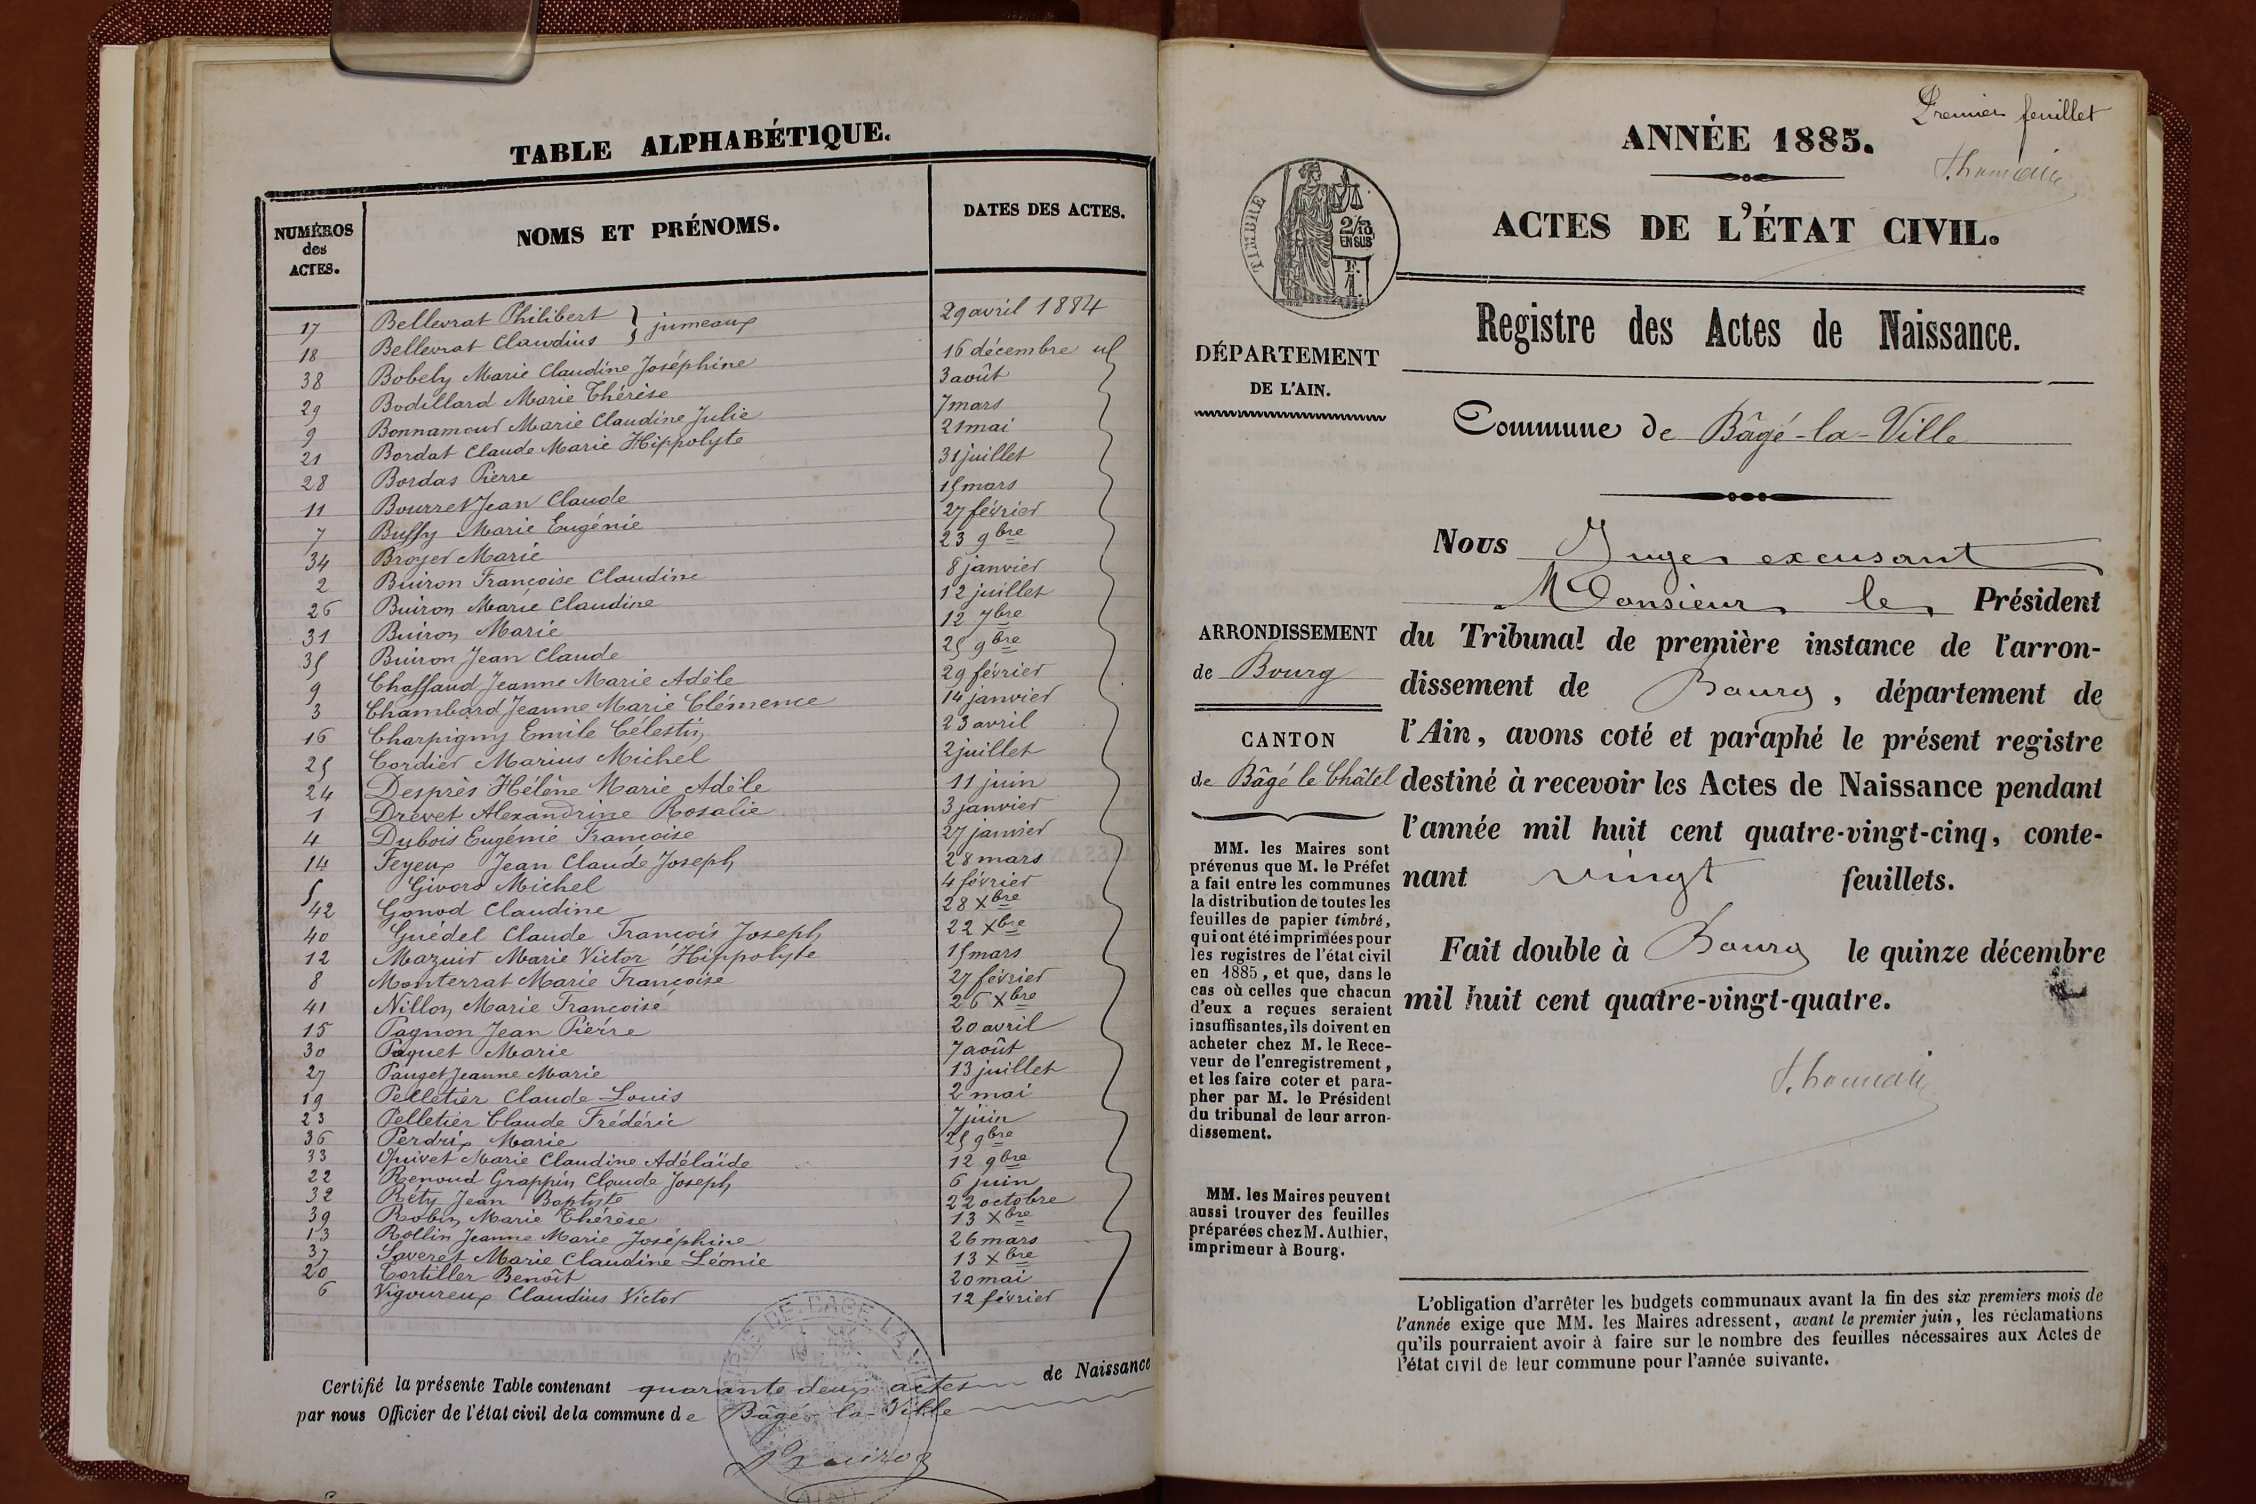 TABLE ALPHABÉTIQUE.
NUMÉROS des ACTES. NOMS ET PRÉNOMS. DATES DES ACTES.
17 Bellevrat Philibert } jumeaux 29 avril 1884
18 Bellevrat Claudius
38 Bobely Marie Claudine Joséphine 16 décembre
29 Bodillard Marie Thérèse 3 août
9 Bonnamour Marie Claudine Julie 7 mars
21 Bordat Claude Marie Hippolyte 21 mai
28 Bordas Pierre 31 juillet
11 Bourret Jean Claude 15 mars
7 Buffy Marie Eugénie 27 février
34 Broyer Marie 23 9bre
2 Buiron Françoise Claudine 8 janvier
26 Buiron Marie Claudine 12 juillet
31 Buiron Marie 12 7bre
35 Buiron Jean Claude 25 9bre
9 Chaffaud Jeanne Marie Adèle 29 février
3 Chambard Jeanne Marie Clémence 14 janvier
16 Charpigny Emile Célestin 23 avril
25 Cordier Marius Michel 2 juillet
24 Desprès Hélène Marie Adèle 11 juin
1 Drevet Alexandrine Rosalie 3 janvier
4 Dubois Eugénie Françoise 27 janvier
14 Feyeux Jean Claude Joseph 28 mars
5 Givors Michel 4 février
42 Gonod Claudine 28 Xbre
40 Guédel Claude François Joseph 22 Xbre
12 Mazuir Marie Victor Hippolyte 15 mars
8 Monterrat Marie Françoise 27 février
41 Nillon Marie Françoise 26 Xbre
15 Pagnon Jean Pierre 20 avril
30 Paquet Marie 7 août
27 Pauget Jeanne Marie 13 juillet
19 Pelletier Claude Louis 2 mai
23 Pelletier Claude Frédéric 7 juin
36 Perdrix Marie 25 9bre
33 Quivet Marie Claudine Adélaïde 12 9bre
22 Renoud Grappin Claude Joseph 6 juin
32 Réty Jean Baptiste 22 octobre
39 Robin Marie Thérèse 13 Xbre
13 Rollin Jeanne Marie Joséphine 26 mars
37 Saveret Marie Claudine Léonie 13 Xbre
20 Tortiller Benoît 20 mai
6 Vigoureux Claudius Victor 12 février
Certifié la présente Table contenant quarante deux actes de Naissance
par nous Officier de l'état civil de la commune de Bâgé-la-Ville
Premier feuillet
ANNÉE 1885.
ACTES DE L'ÉTAT CIVIL.
TIMBRE
2/10 EN SUS
F. 1
Registre des Actes de Naissance.
DÉPARTEMENT
DE L'AIN.
Commune de Bâgé-la-Ville
ARRONDISSEMENT
de Bourg
CANTON
de Bâgé le Châtel
MM. les Maires sont
prévenus que M. le Préfet
a fait entre les communes
la distribution de toutes les
feuilles de papier timbré,
qui ont été imprimées pour
les registres de l'état civil
en 1885, et que, dans le
cas où celles que chacun
d'eux a reçues seraient
insuffisantes, ils doivent en
acheter chez M. le Rece-
veur de l'enregistrement,
et les faire coter et para-
pher par M. le Président
du tribunal de leur arron-
dissement.
MM. les Maires peuvent
aussi trouver des feuilles
préparées chez M. Authier,
imprimeur à Bourg.
Nous Juge excusant
Monsieur le Président
du Tribunal de première instance de l'arron-
dissement de Bourg, département de
l'Ain, avons coté et paraphé le présent registre
destiné à recevoir les Actes de Naissance pendant
l'année mil huit cent quatre-vingt-cinq, conte-
nant vingt feuillets.
Fait double à Bourg le quinze décembre
mil huit cent quatre-vingt-quatre.
L'obligation d'arrêter les budgets communaux avant la fin des six premiers mois de
l'année exige que MM. les Maires adressent, avant le premier juin, les réclamations
qu'ils pourraient avoir à faire sur le nombre des feuilles nécessaires aux Actes de
l'état civil de leur commune pour l'année suivante.